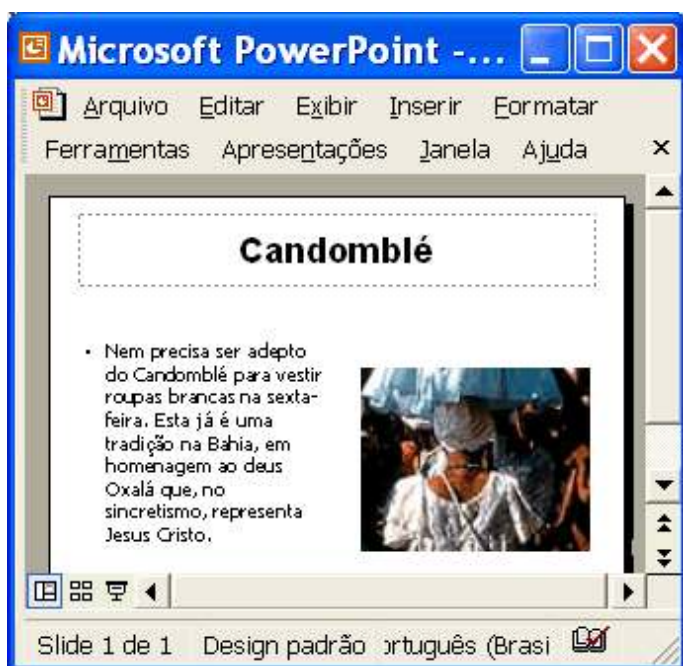 Microsoft PowerPoint -...
Arquivo Editar Exibir Inserir Formatar
Ferramentas Apresentações Janela Ajuda
Candomblé
• Nem precisa ser adepto
do Candomblé para vestir
roupas brancas na sexta-
feira. Esta já é uma
tradição na Bahia, em
homenagem ao deus
Oxalá que, no
sincretismo, representa
Jesus Cristo.
Slide 1 de 1 Design padrão ortuguês (Brasi